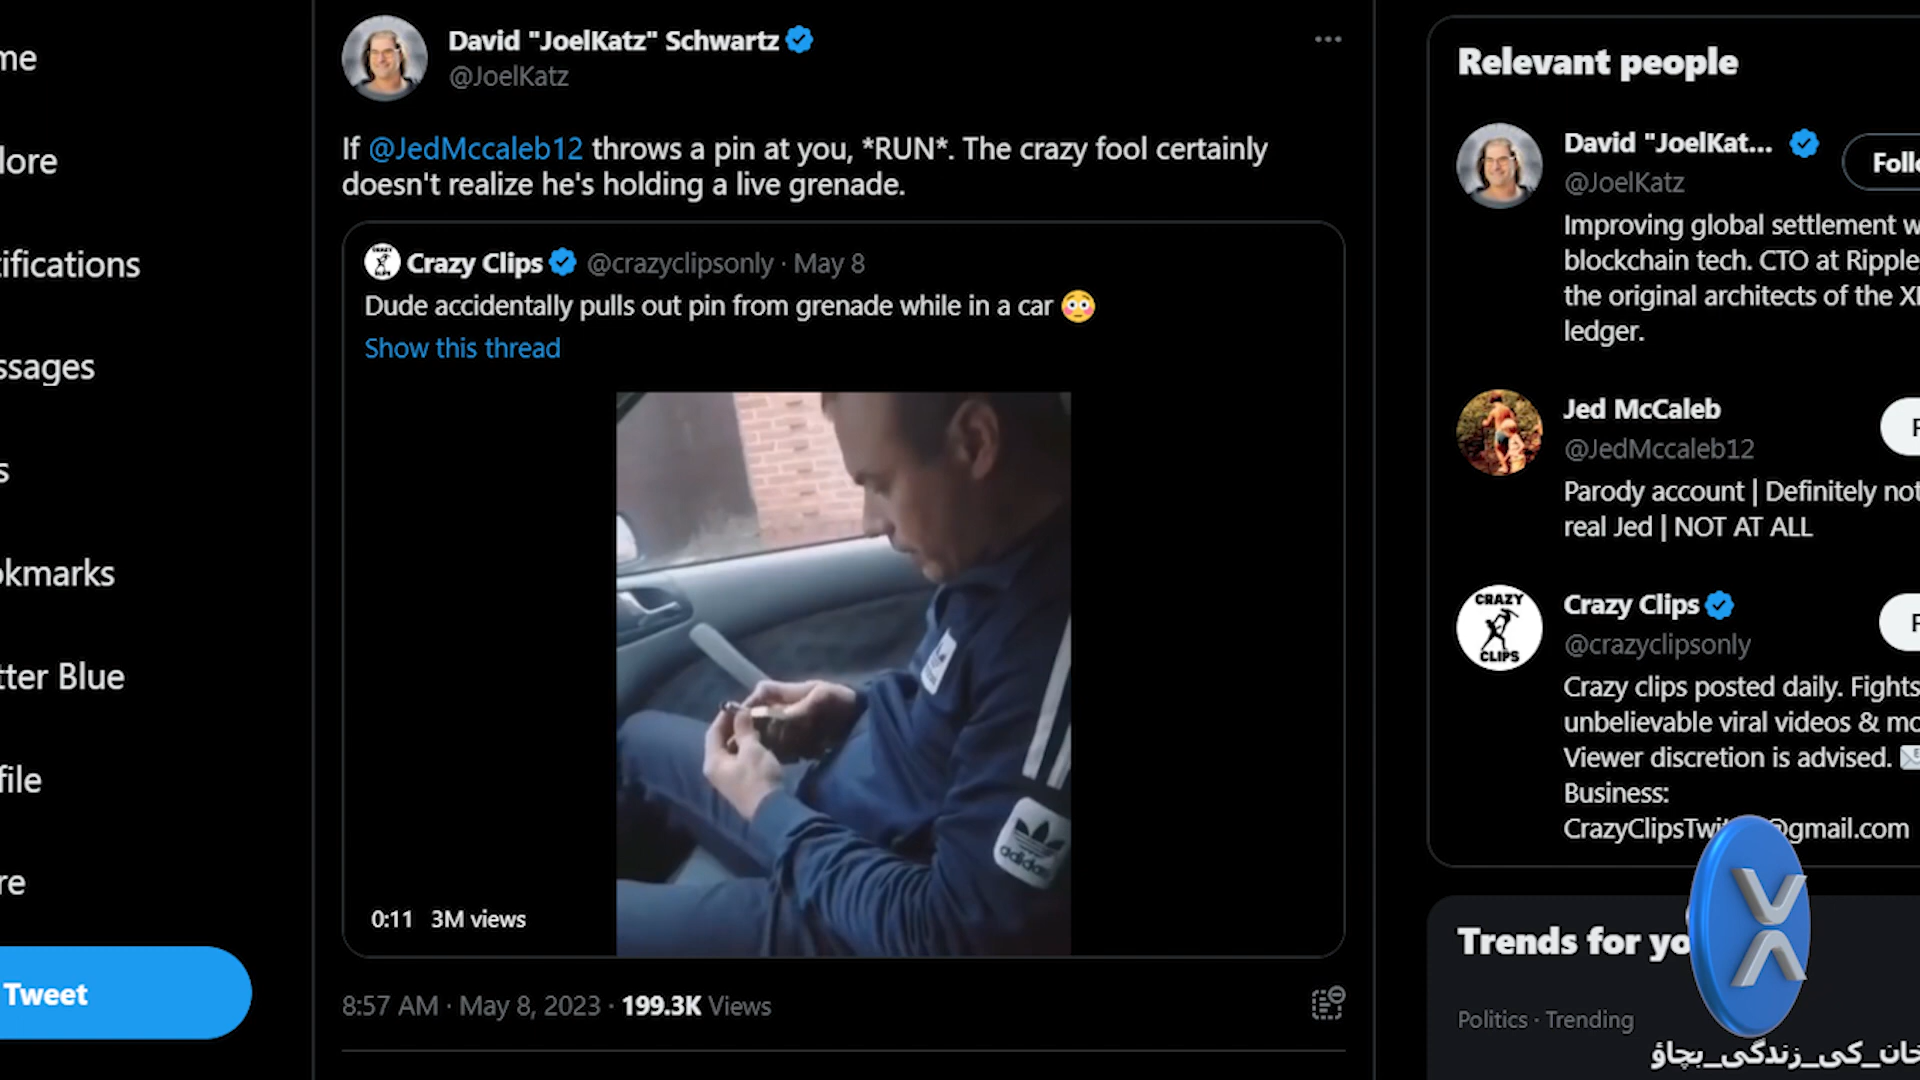 me
lore
tifications
ssages
s
okmarks
tter Blue
file
re
Tweet
David "JoelKatz" Schwartz
@JoelKatz
If @JedMccaleb12 throws a pin at you, *RUN*. The crazy fool certainly
doesn't realize he's holding a live grenade.
Crazy Clips @crazyclipsonly · May 8
Dude accidentally pulls out pin from grenade while in a car 😳
Show this thread
adidas
0:11 3M views
8:57 AM · May 8, 2023 · 199.3K Views
Relevant people
David "JoelKat...
@JoelKatz
Follo
Improving global settlement w
blockchain tech. CTO at Ripple
the original architects of the XR
ledger.
Jed McCaleb
@JedMccaleb12
F
Parody account | Definitely not
real Jed | NOT AT ALL
CRAZY
CLIPS
Crazy Clips
@crazyclipsonly
F
Crazy clips posted daily. Fights
unbelievable viral videos & mo
Viewer discretion is advised.
Business:
CrazyClipsTwit @gmail.com
Trends for yo
Politics · Trending
خان_کی_زندگی_بچاؤ